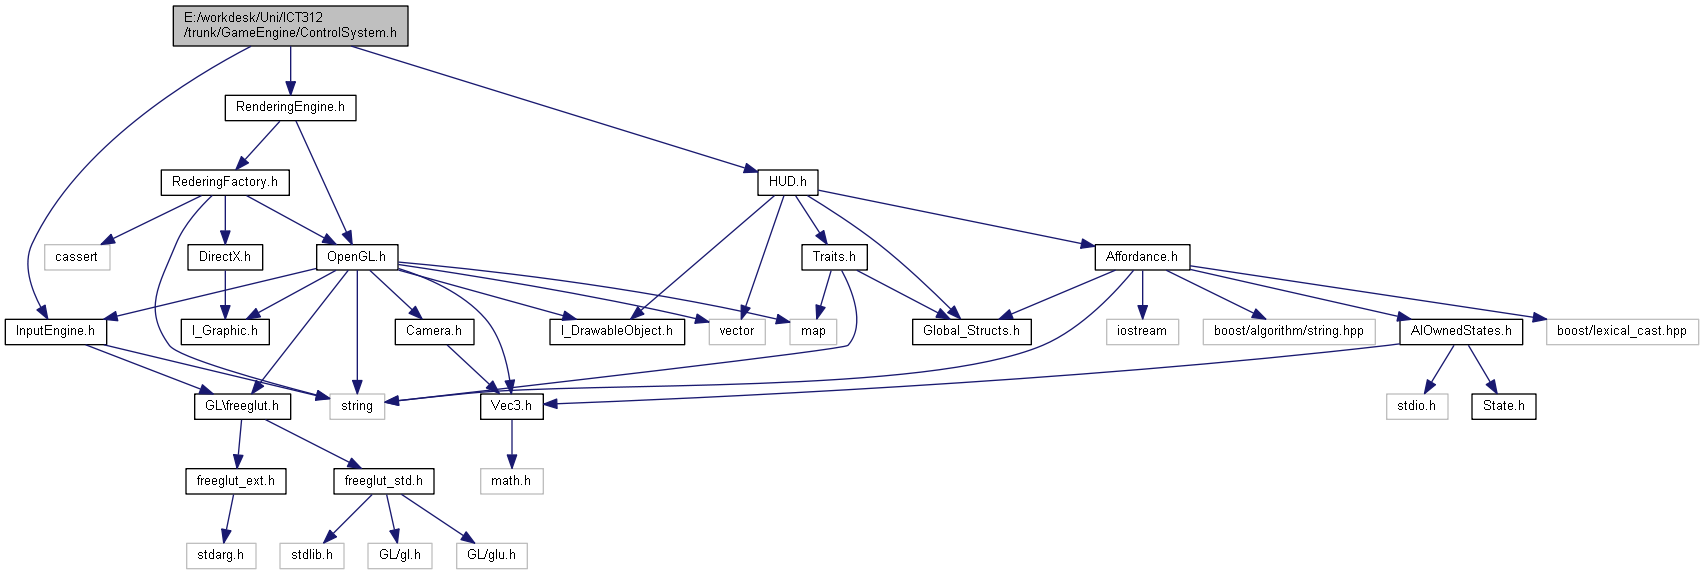 E:/workdesk/Uni/ICT312
/trunk/GameEngine/ControlSystem.h
RenderingEngine.h
RederingFactory.h
HUD.h
cassert
DirectX.h
OpenGL.h
Traits.h
Affordance.h
InputEngine.h
I_Graphic.h
Camera.h
I_DrawableObject.h
vector
map
Global_Structs.h
iostream
boost/algorithm/string.hpp
AIOwnedStates.h
boost/lexical_cast.hpp
GL\freeglut.h
string
Vec3.h
stdio.h
State.h
freeglut_ext.h
freeglut_std.h
math.h
stdarg.h
stdlib.h
GL/gl.h
GL/glu.h